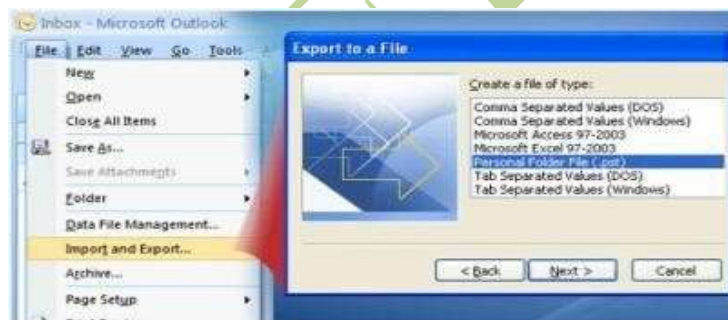 Inbox - Microsoft Outlook
File Edit View Go Tools
New
Open
Close All Items
Save As...
Save Attachments
Folder
Data File Management...
Import and Export...
Archive...
Page Setup
Export to a File
Create a file of type:
Comma Separated Values (DOS)
Comma Separated Values (Windows)
Microsoft Access 97-2003
Microsoft Excel 97-2003
Personal Folder File (.pst)
Tab Separated Values (DOS)
Tab Separated Values (Windows)
< Back Next > Cancel